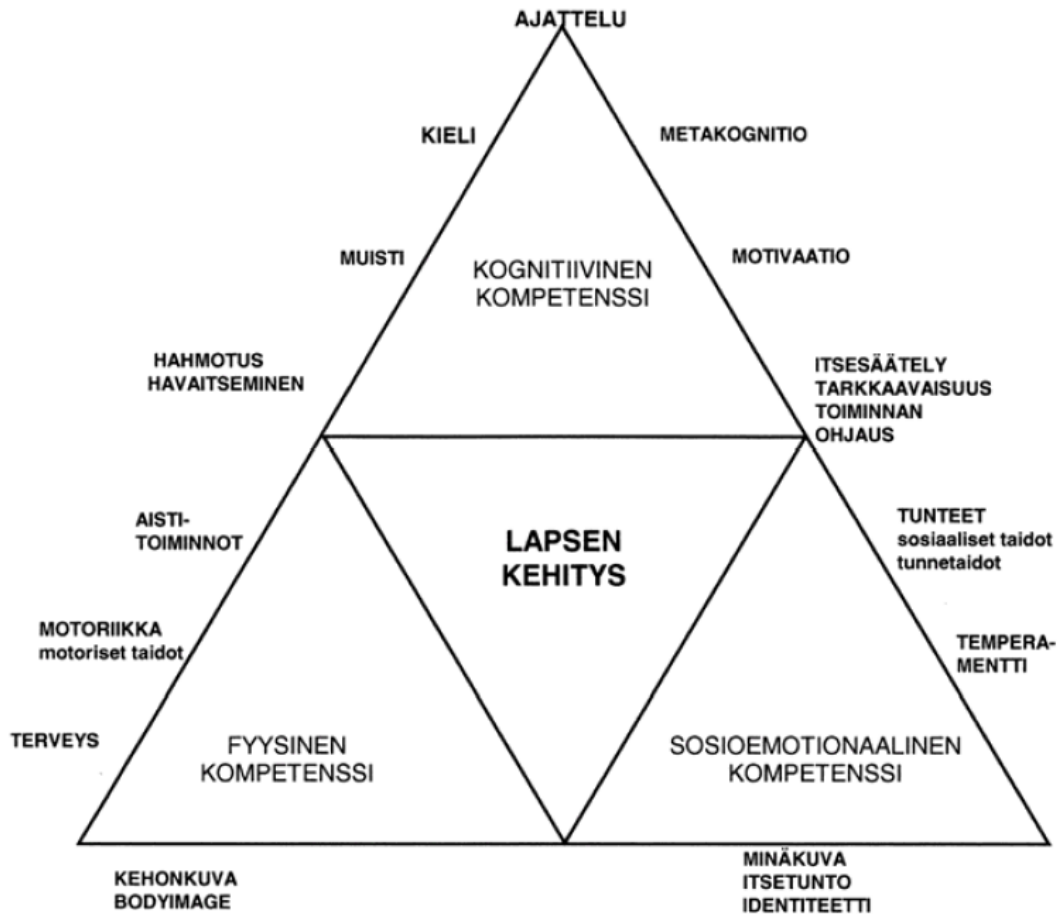 AJATTELU
KIELI
METAKOGNITIO
MUISTI
MOTIVAATIO
KOGNITIIVINEN
KOMPETENSSI
HAHMOTUS
HAVAITSEMINEN
ITSESÄÄTELY
TARKKAAVAISUUS
TOIMINNAN
OHJAUS
AISTI-
TOIMINNOT
LAPSEN
KEHITYS
TUNTEET
sosiaaliset taidot
tunnetaidot
MOTORIIKKA
motoriset taidot
TEMPERA-
MENTTI
TERVEYS
FYYSINEN
KOMPETENSSI
SOSIOEMOTIONAALINEN
KOMPETENSSI
KEHONKUVA
BODYIMAGE
MINÄKUVA
ITSETUNTO
IDENTITEETTI